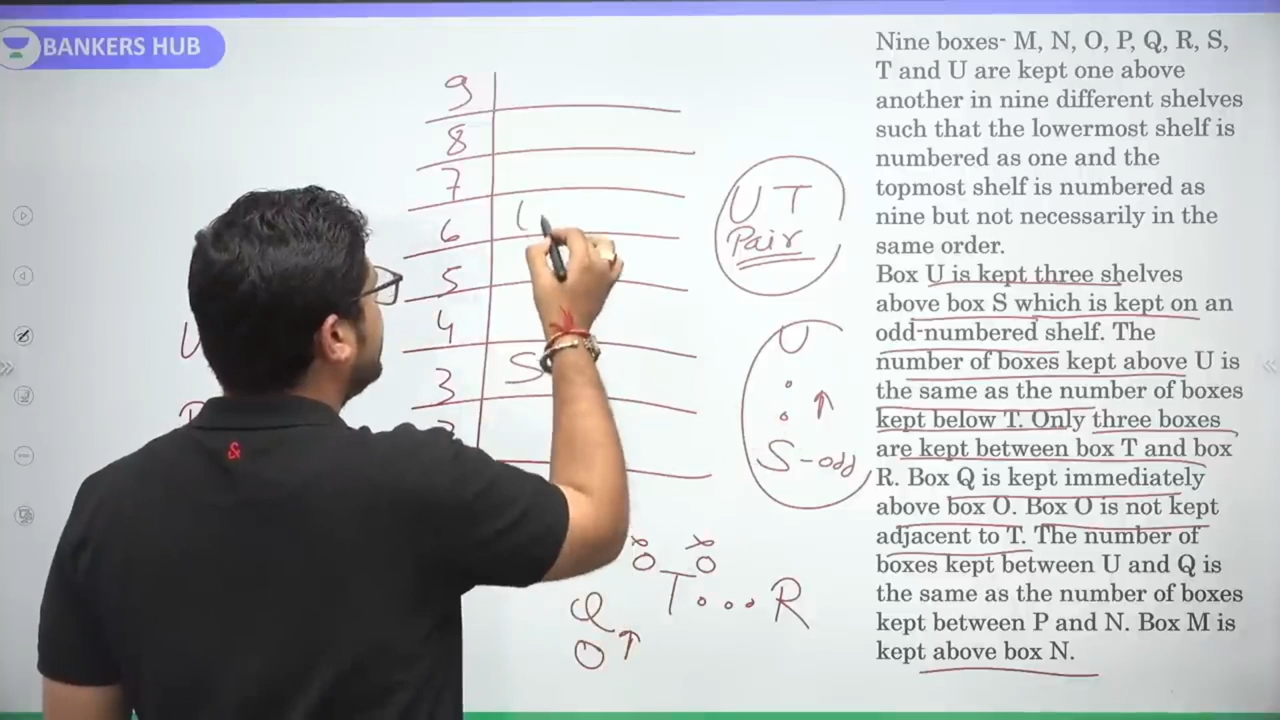 BANKERS HUB
Nine boxes- M, N, O, P, Q, R, S,
T and U are kept one above
another in nine different shelves
such that the lowermost shelf is
numbered as one and the
topmost shelf is numbered as
nine but not necessarily in the
same order.
Box U is kept three shelves
above box S which is kept on an
odd-numbered shelf. The
number of boxes kept above U is
the same as the number of boxes
kept below T. Only three boxes
are kept between box T and box
R. Box Q is kept immediately
above box O. Box O is not kept
adjacent to T. The number of
boxes kept between U and Q is
the same as the number of boxes
kept between P and N. Box M is
kept above box N.
9
8
7
6
5
4
3 S
U T
Pair
U
S-odd
O O
T...R
Q
O